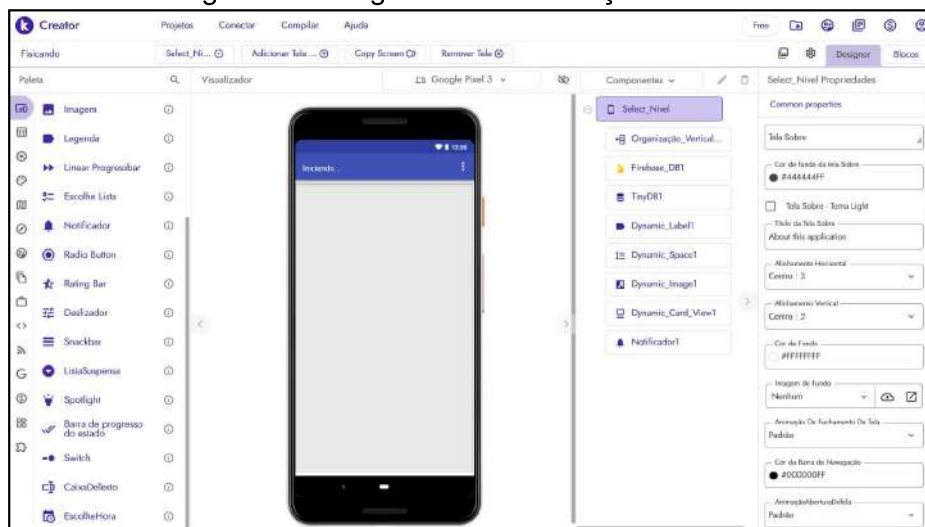 Creator
Projetos
Conectar
Compilar
Ajuda
Free
Fisicando
Select_Ni...
Adicionar Tela ...
Copy Screen
Remover Tela
Designer
Blocos
Paleta
Visualizador
Google Pixel 3
Componentes
Select_Nivel Propriedades
Imagem
Legenda
Linear Progressbar
Escolhe Lista
Notificador
Radio Button
Rating Bar
Deslizador
Snackbar
ListaSuspensa
Spotlight
Barra de progresso
do estado
Switch
CaixaDeTexto
EscolheHora
Iniciando...
Select_Nivel
Organização_Vertical...
Firebase_DB1
TinyDB1
Dynamic_Label1
Dynamic_Space1
Dynamic_Image1
Dynamic_Card_View1
Notificador1
Common properties
Tela Sobre
Cor de fundo da tela Sobre
#444444FF
Tela Sobre - Tema Light
Título da Tela Sobre
About this application
Alinhamento Horizontal
Centro : 3
Alinhamento Vertical
Centro : 2
Cor de Fundo
#FFFFFFFF
Imagem de Fundo
Nenhum
Animação De Fechamento De Tela
Padrão
Cor da Barra de Navegação
#000000FF
AnimaçãoAberturaDeTela
Padrão